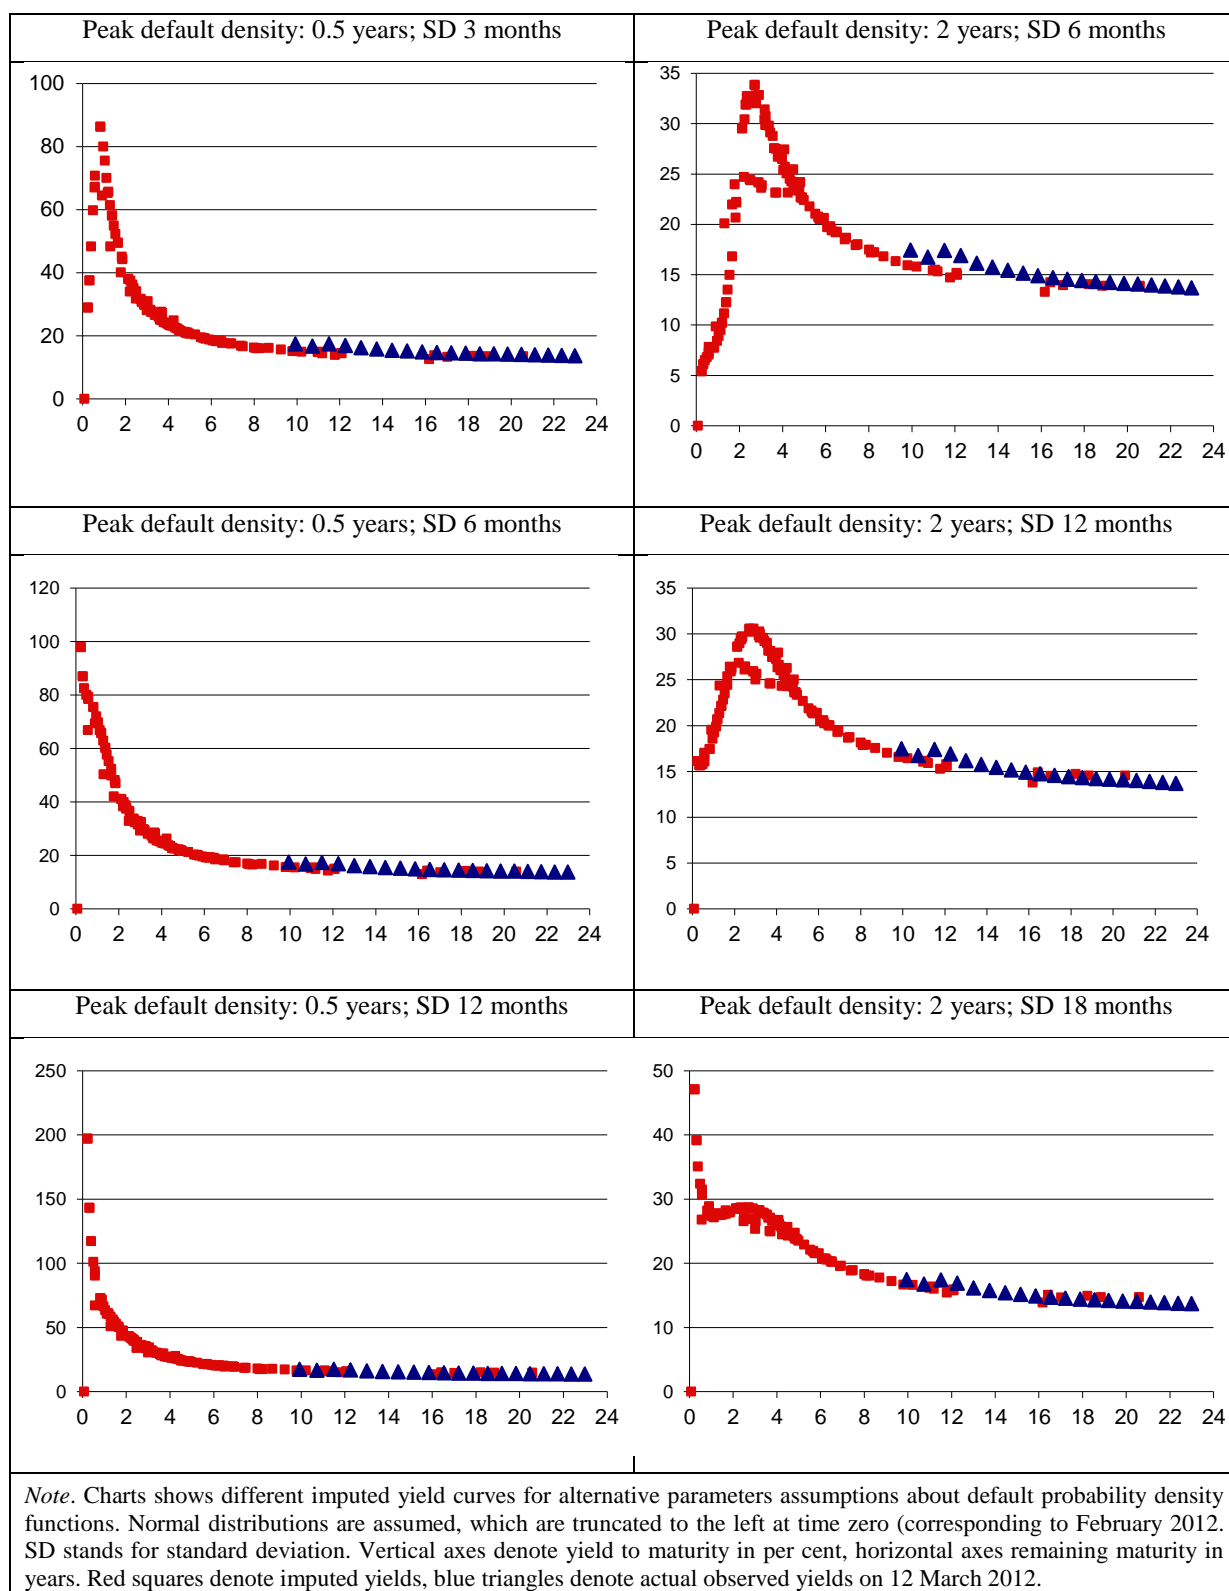 Peak default density: 0.5 years; SD 3 months
Peak default density: 2 years; SD 6 months
100
80
60
40
20
0
0 2 4 6 8 10 12 14 16 18 20 22 24
35
30
25
20
15
10
5
0
0 2 4 6 8 10 12 14 16 18 20 22 24
Peak default density: 0.5 years; SD 6 months
Peak default density: 2 years; SD 12 months
120
100
80
60
40
20
0
0 2 4 6 8 10 12 14 16 18 20 22 24
35
30
25
20
15
10
5
0
0 2 4 6 8 10 12 14 16 18 20 22 24
Peak default density: 0.5 years; SD 12 months
Peak default density: 2 years; SD 18 months
250
200
150
100
50
0
0 2 4 6 8 10 12 14 16 18 20 22 24
50
40
30
20
10
0
0 2 4 6 8 10 12 14 16 18 20 22 24
Note. Charts shows different imputed yield curves for alternative parameters assumptions about default probability density
functions. Normal distributions are assumed, which are truncated to the left at time zero (corresponding to February 2012.
SD stands for standard deviation. Vertical axes denote yield to maturity in per cent, horizontal axes remaining maturity in
years. Red squares denote imputed yields, blue triangles denote actual observed yields on 12 March 2012.